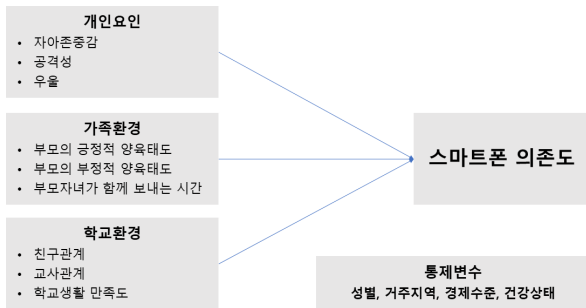 개인요인
• 자아존중감
• 공격성
• 우울
가족환경
• 부모의 긍정적 양육태도
• 부모의 부정적 양육태도
• 부모자녀가 함께 보내는 시간
학교환경
• 친구관계
• 교사관계
• 학교생활 만족도
스마트폰 의존도
통제변수
성별, 거주지역, 경제수준, 건강상태